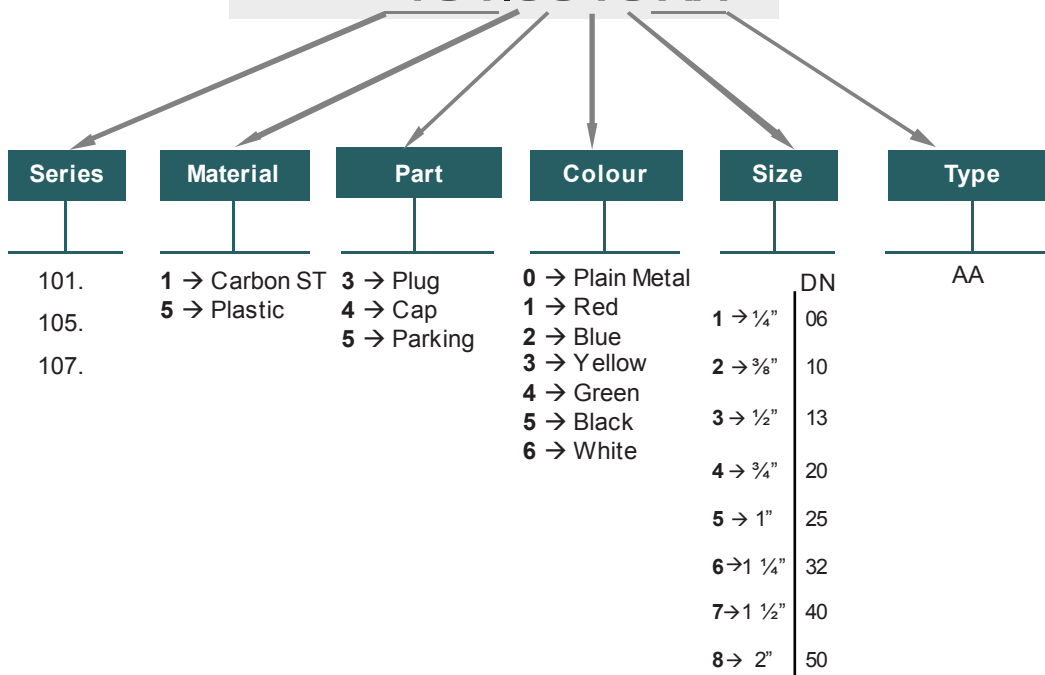 Series Material Part Colour Size Type
101.
105.
107.
1 → Carbon ST
5 → Plastic
3 → Plug
4 → Cap
5 → Parking
0 → Plain Metal
1 → Red
2 → Blue
3 → Yellow
4 → Green
5 → Black
6 → White
DN
1 → ¼” 06
2 → ⅜” 10
3 → ½” 13
4 → ¾” 20
5 → 1” 25
6→1 ¼” 32
7→1 ½” 40
8→ 2” 50
AA